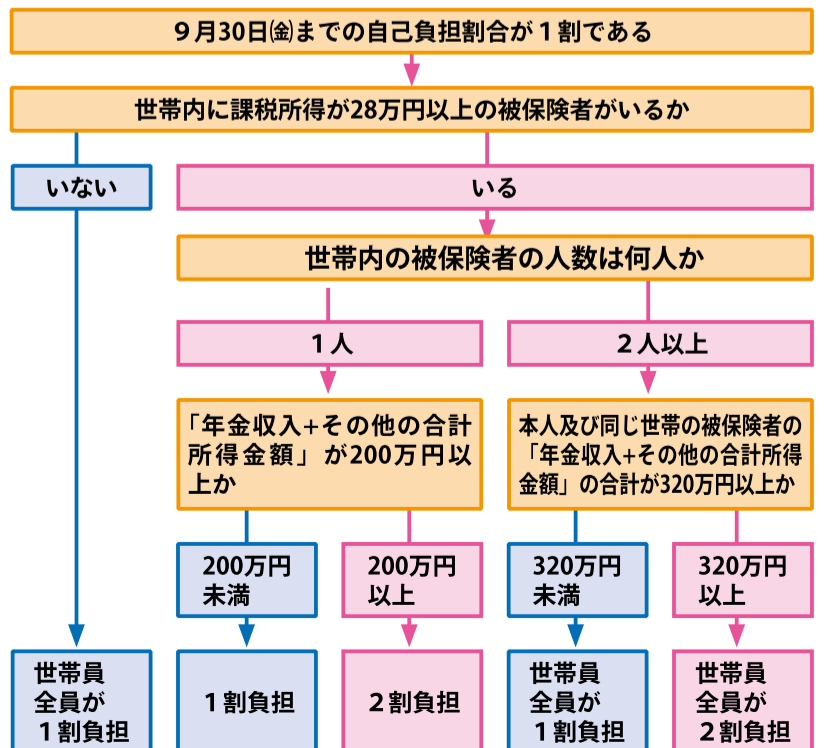 ９月30日㈮までの自己負担割合が１割である
世帯内に課税所得が28万円以上の被保険者がいるか
いない
いる
世帯内の被保険者の人数は何人か
１人
２人以上
「年金収入+その他の合計
所得金額」が200万円以
上か
本人及び同じ世帯の被保険者の
「年金収入+その他の合計所得
金額」の合計が320万円以上か
200万円
未満
200万円
以上
320万円
未満
320万円
以上
世帯員
全員が
１割負担
１割負担
２割負担
世帯員
全員が
１割負担
世帯員
全員が
２割負担